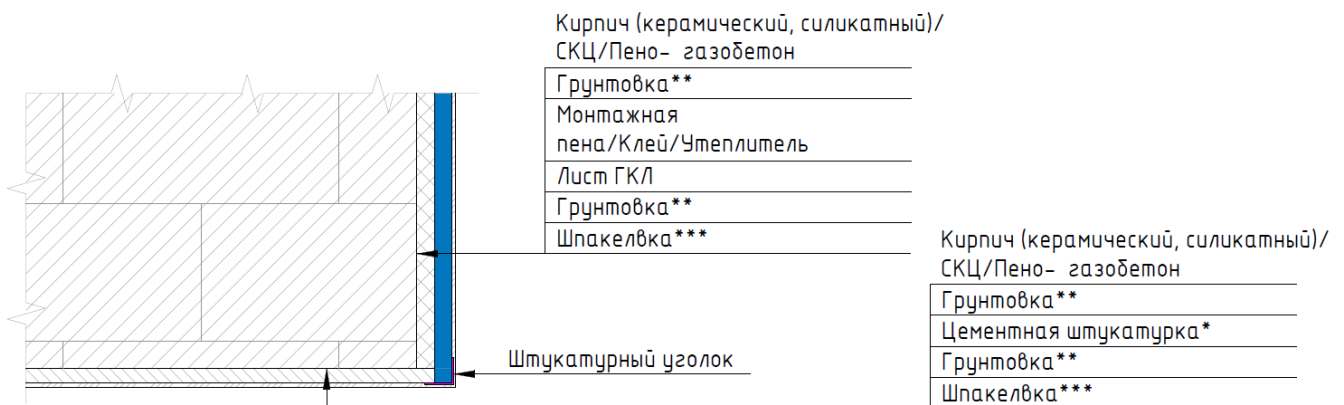 Кирпич (керамический, силикатный)/
СКЦ/Пено- газобетон
Грунтовка**
Монтажная
пена/Клей/Утеплитель
Лист ГКЛ
Грунтовка**
Шпакелвка***
Штукатурный уголок
Кирпич (керамический, силикатный)/
СКЦ/Пено- газобетон
Грунтовка**
Цементная штукатурка*
Грунтовка**
Шпакелвка***